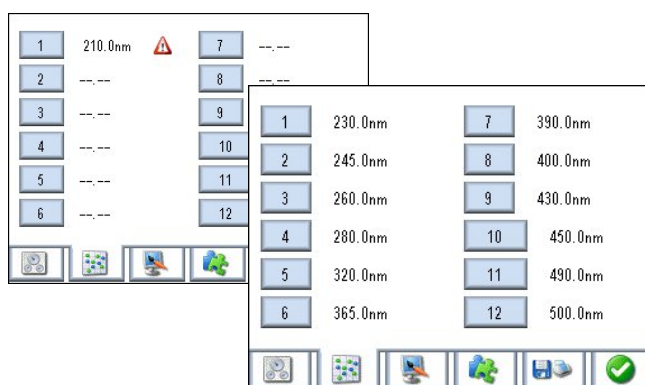 1 210.0nm 7 --.--
2 --.-- 8 --.--
3 --.-- 9
4 --.-- 10
5 --.-- 11
6 --.-- 12
1 230.0nm 7 390.0nm
2 245.0nm 8 400.0nm
3 260.0nm 9 430.0nm
4 280.0nm 10 450.0nm
5 320.0nm 11 490.0nm
6 365.0nm 12 500.0nm